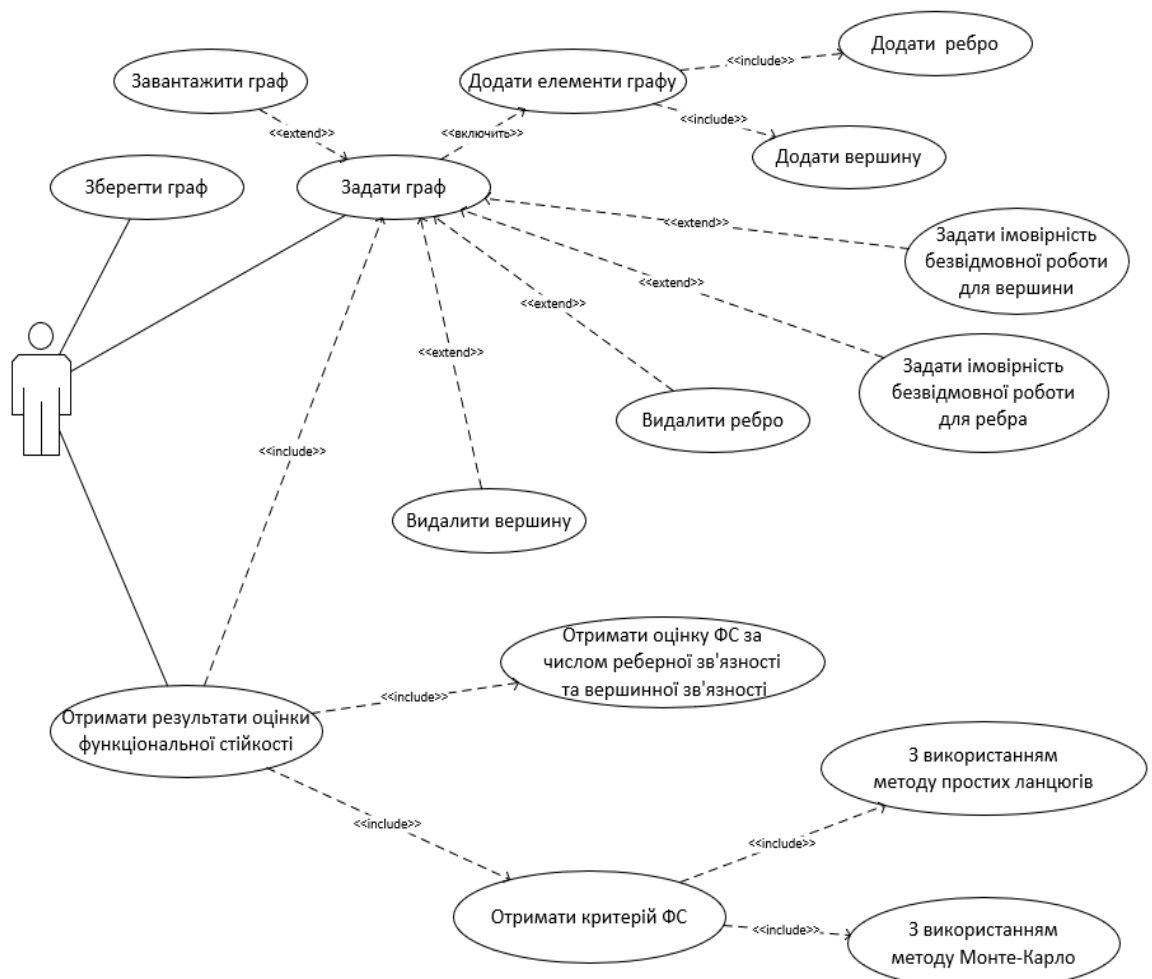 Додати ребро
<<include>>
Завантажити граф
Додати елементи графу
<<include>>
<<extend>>
<<включить>>
Додати вершину
Зберегти граф
Задати граф
<<extend>>
Задати імовірність
безвідмовної роботи
для вершини
<<extend>>
<<extend>>
<<extend>>
Задати імовірність
безвідмовної роботи
для ребра
Видалити ребро
<<include>>
Видалити вершину
Отримати оцінку ФС за
числом реберної зв'язності
та вершинної зв'язності
<<include>>
Отримати результати оцінки
функціональної стійкості
З використанням
методу простих ланцюгів
<<include>>
<<include>>
Отримати критерій ФС
<<include>>
З використанням
методу Монте-Карло